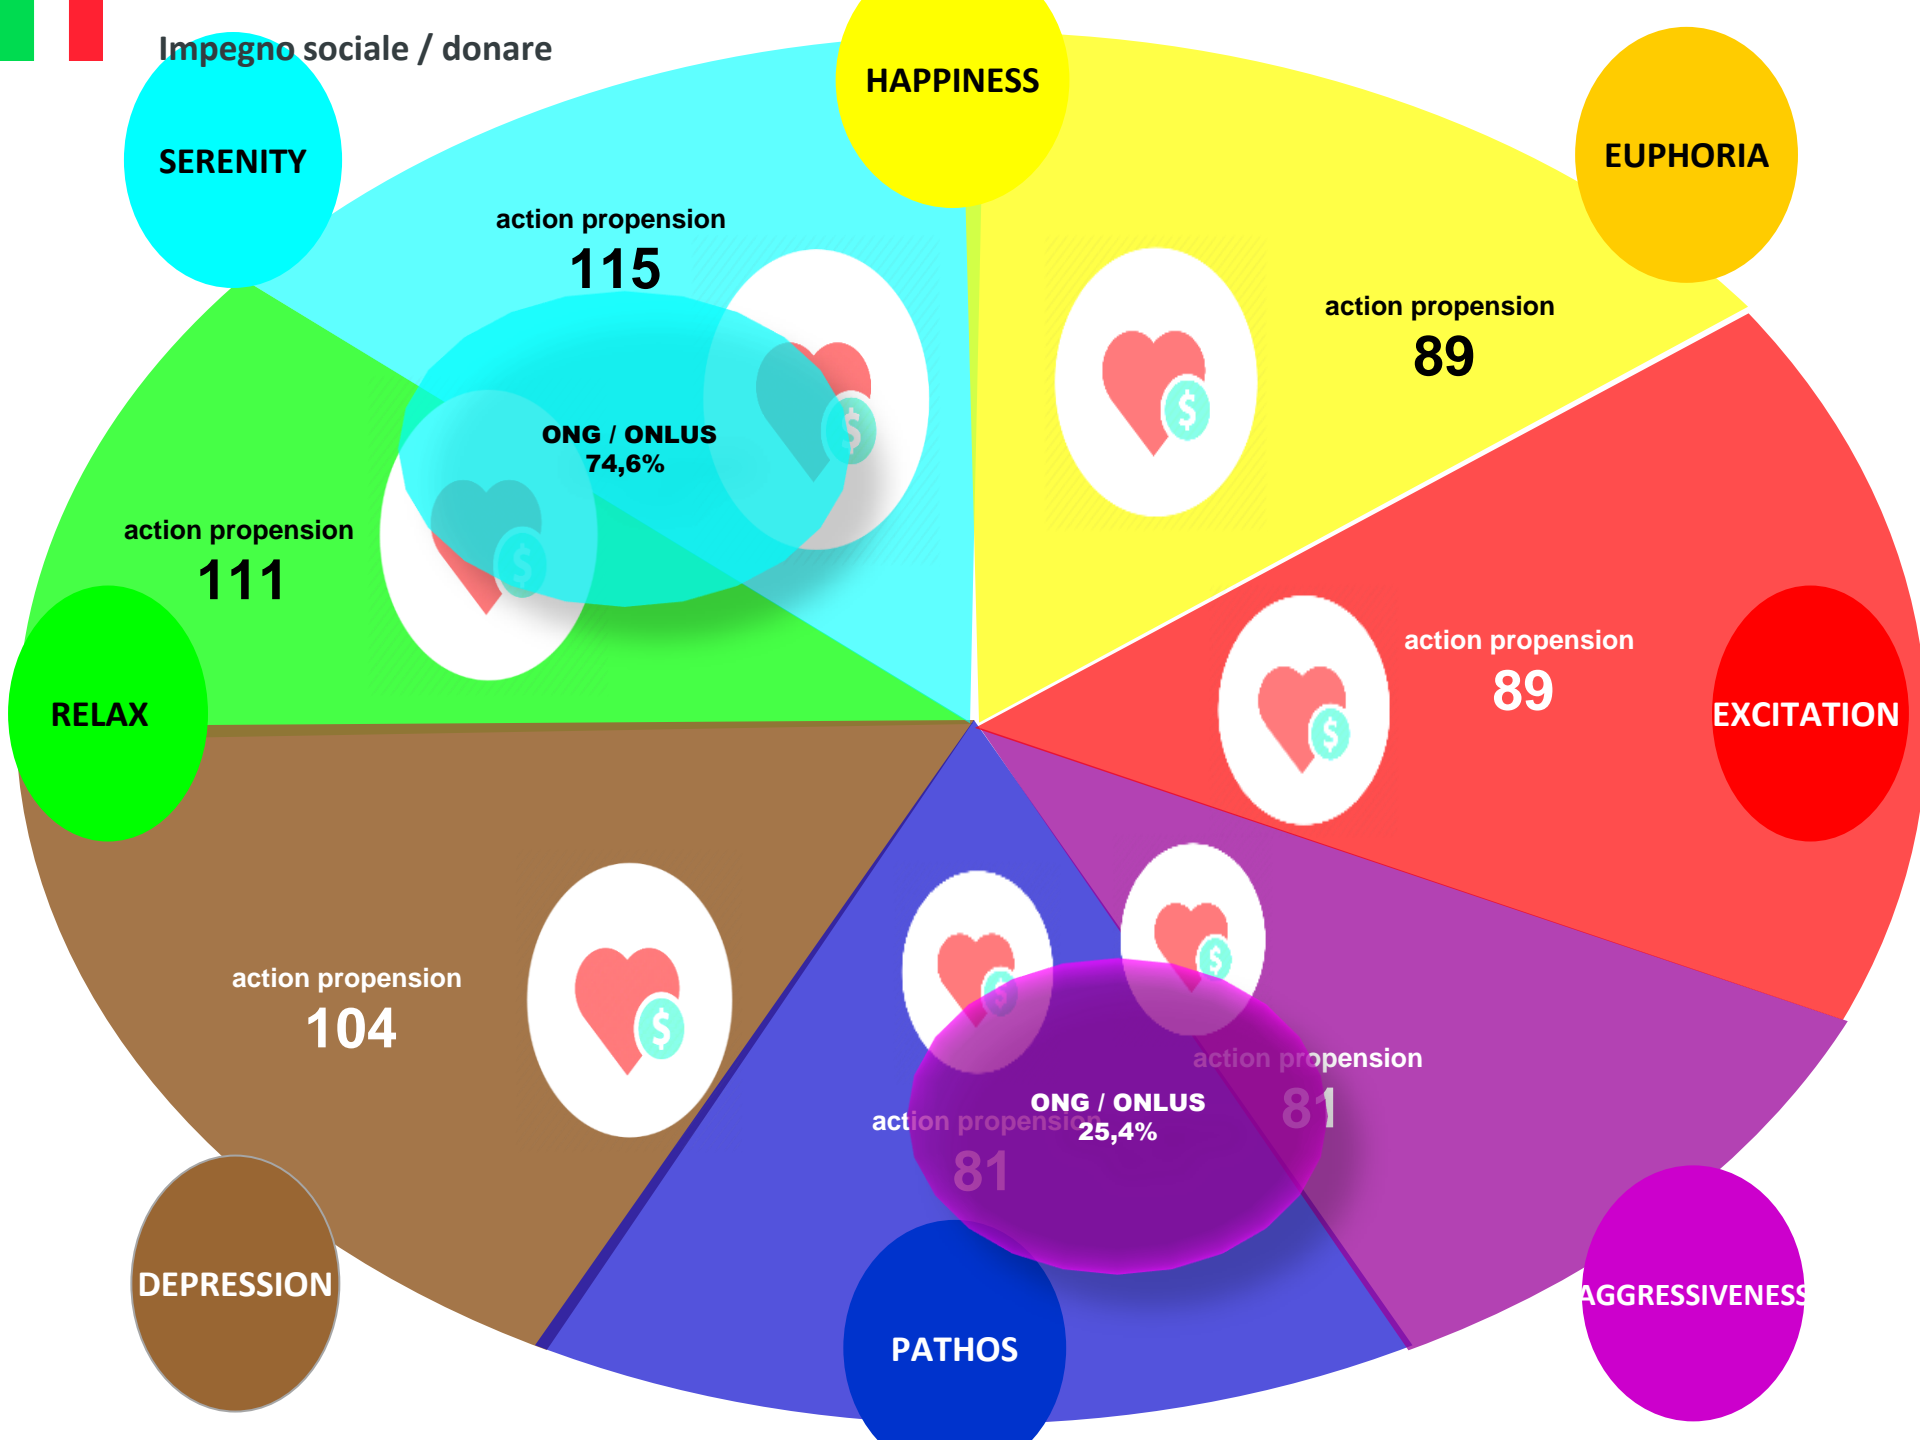 Impegno sociale / donare
HAPPINESS
SERENITY
EUPHORIA
action propension
115
action propension
89
ONG / ONLUS
74,6%
$
$
$
action propension
111
action propension
89
RELAX
EXCITATION
$
action propension
104
$
$
$
action propension
81
action propension
81
ONG / ONLUS
25,4%
DEPRESSION
PATHOS
AGGRESSIVENESS